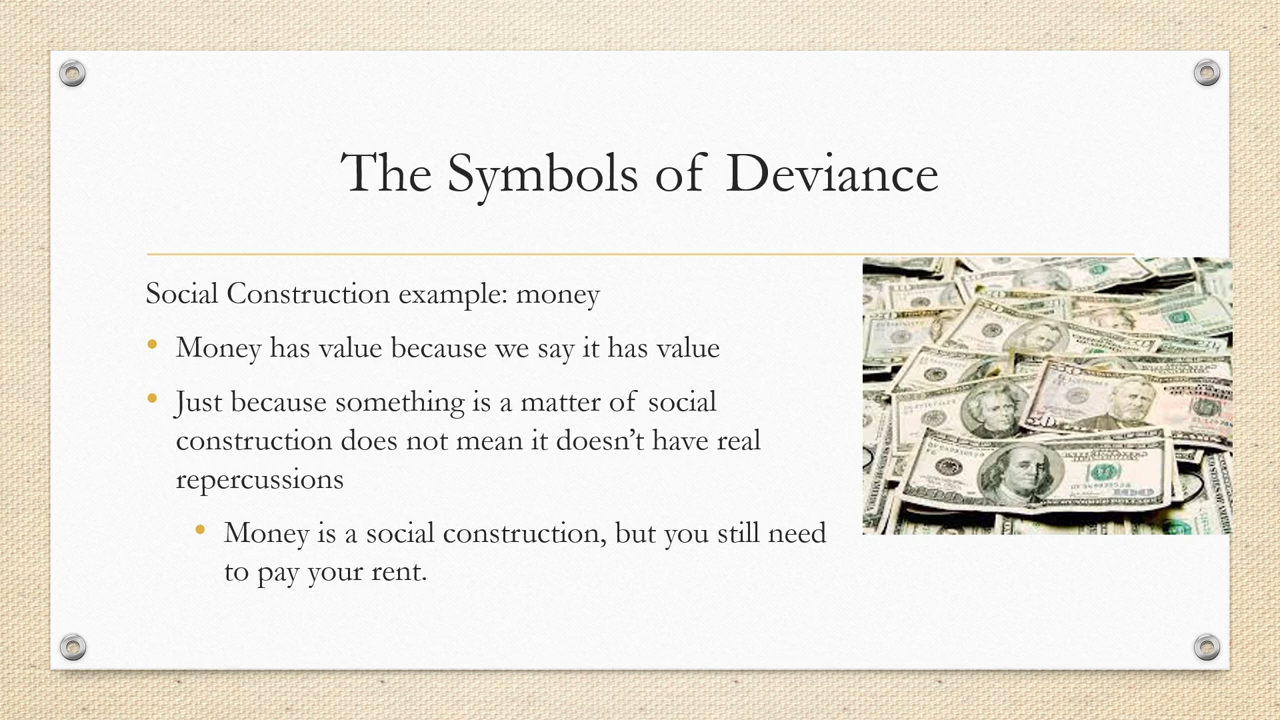 The Symbols of Deviance
Social Construction example: money
• Money has value because we say it has value
• Just because something is a matter of social
construction does not mean it doesn’t have real
repercussions
• Money is a social construction, but you still need
to pay your rent.
100